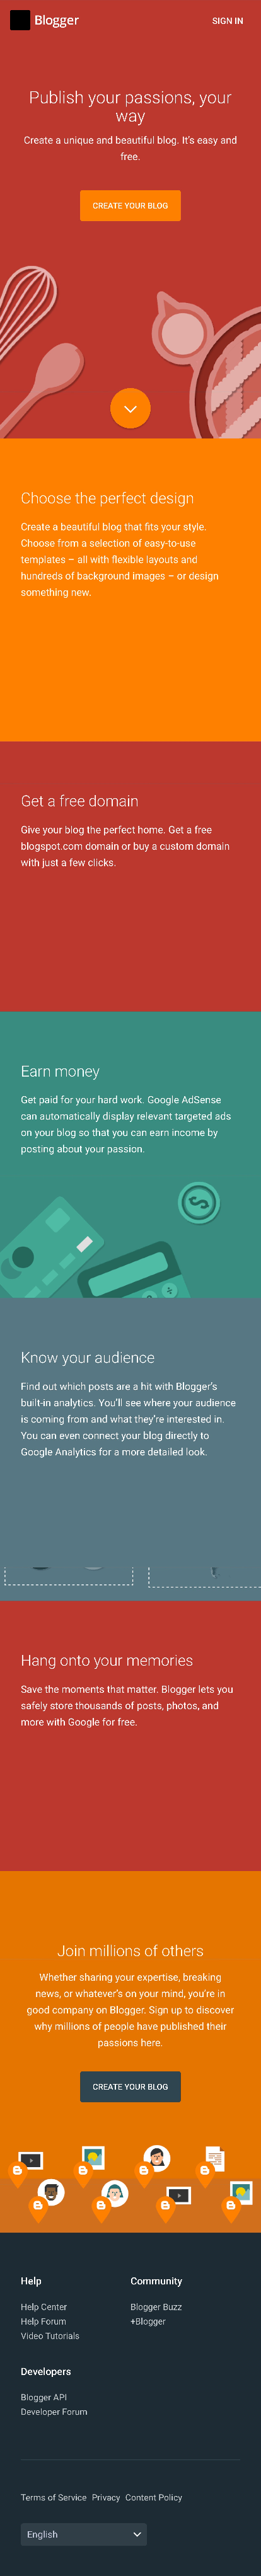 Blogger
SIGN IN
Publish your passions, your
way
Create a unique and beautiful blog. It's easy and
free.
CREATE YOUR BLOG
Choose the perfect design
Create a beautiful blog that fits your style.
Choose from a selection of easy-to-use
templates – all with flexible layouts and
hundreds of background images – or design
something new.
Get a free domain
Give your blog the perfect home. Get a free
blogspot.com domain or buy a custom domain
with just a few clicks.
Earn money
Get paid for your hard work. Google AdSense
can automatically display relevant targeted ads
on your blog so that you can earn income by
posting about your passion.
Know your audience
Find out which posts are a hit with Blogger's
built-in analytics. You'll see where your audience
is coming from and what they're interested in.
You can even connect your blog directly to
Google Analytics for a more detailed look.
Hang onto your memories
Save the moments that matter. Blogger lets you
safely store thousands of posts, photos, and
more with Google for free.
Join millions of others
Whether sharing your expertise, breaking
news, or whatever's on your mind, you're in
good company on Blogger. Sign up to discover
why millions of people have published their
passions here.
CREATE YOUR BLOG
Help
Help Center
Help Forum
Video Tutorials
Community
Blogger Buzz
+Blogger
Developers
Blogger API
Developer Forum
Terms of Service Privacy Content Policy
English